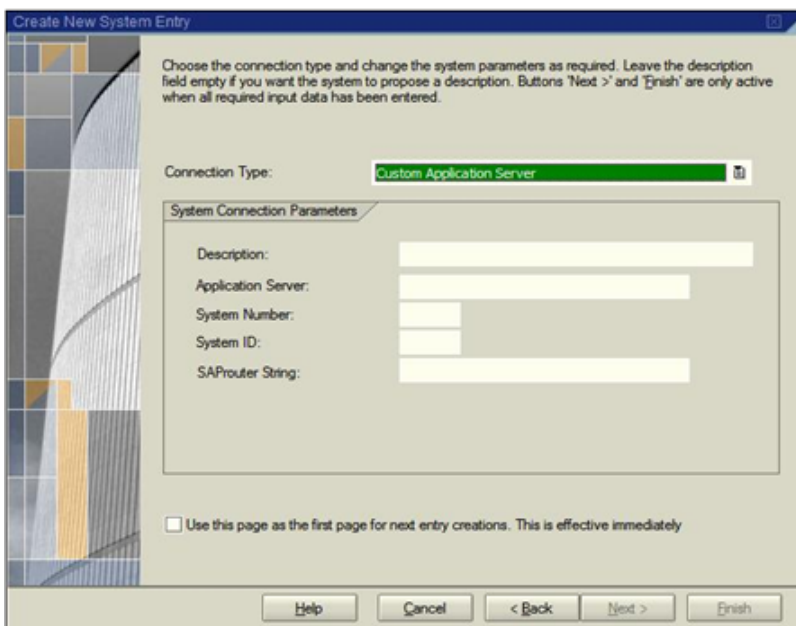 Create New System Entry
Choose the connection type and change the system parameters as required. Leave the description
field empty if you want the system to propose a description. Buttons 'Next >' and 'Finish' are only active
when all required input data has been entered.
Connection Type:
Custom Application Server
System Connection Parameters
Description:
Application Server:
System Number:
System ID:
SAProuter String:
Use this page as the first page for next entry creations. This is effective immediately
Help
Cancel
< Back
Next >
Finish